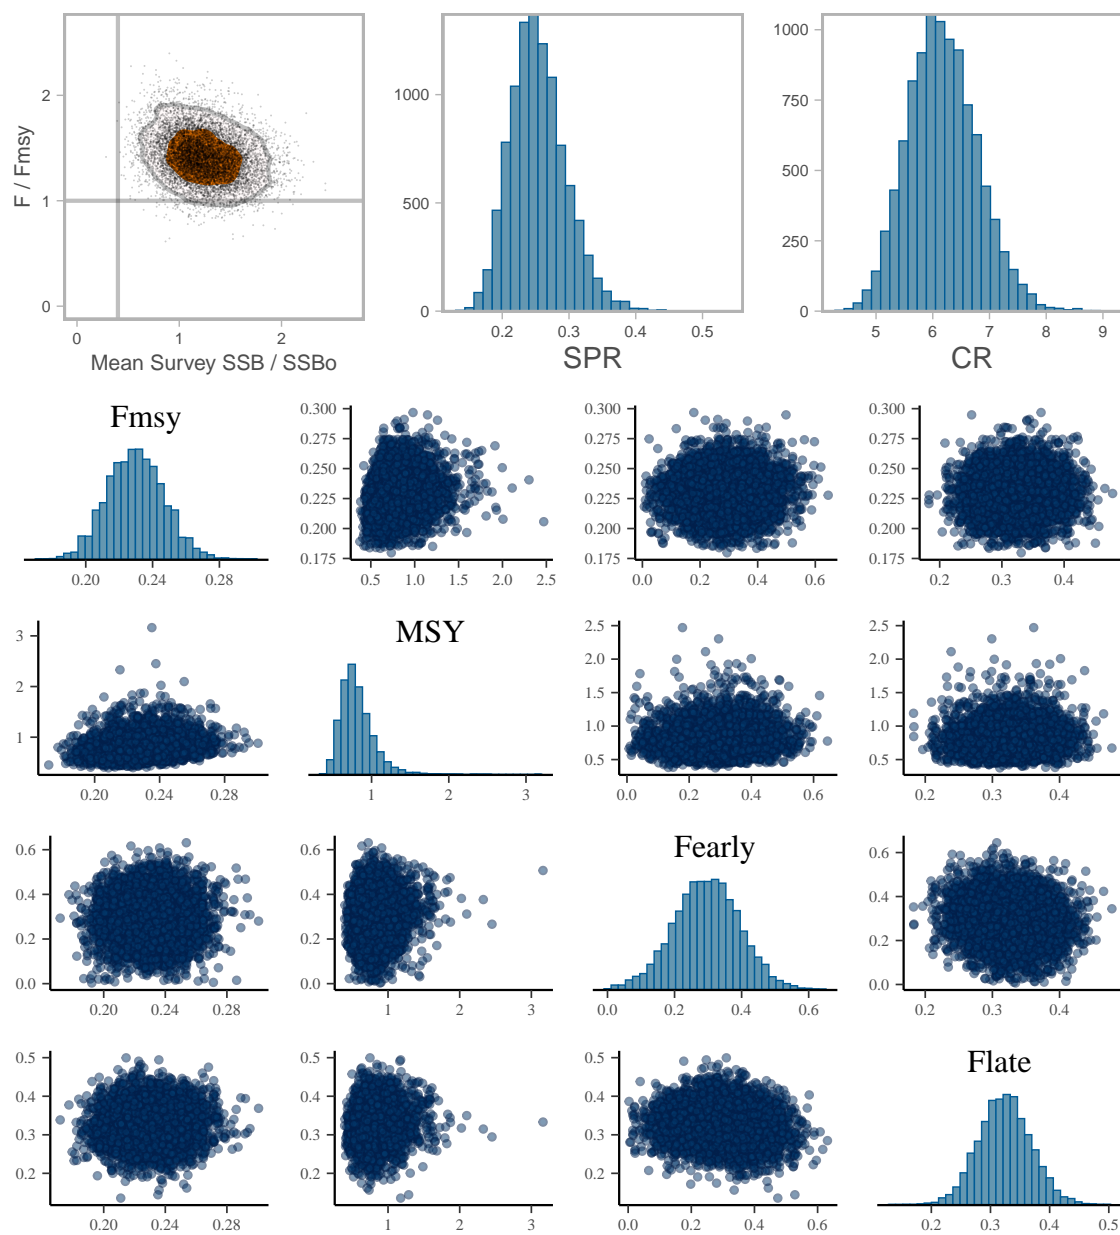 2
1
0
F / Fmsy
0 1 2
Mean Survey SSB / SSBo
1000
500
0
0.2 0.3 0.4 0.5
SPR
1000
750
500
250
0
5 6 7 8 9
CR
Fmsy
0.20 0.24 0.28
0.300
0.275
0.250
0.225
0.200
0.175
0.5 1.0 1.5 2.0 2.5
0.300
0.275
0.250
0.225
0.200
0.175
0.0 0.2 0.4 0.6
0.300
0.275
0.250
0.225
0.200
0.175
0.2 0.3 0.4
3
2
1
0.20 0.24 0.28
MSY
1 2 3
2.5
2.0
1.5
1.0
0.5
0.0 0.2 0.4 0.6
2.5
2.0
1.5
1.0
0.5
0.2 0.3 0.4
0.6
0.4
0.2
0.0
0.20 0.24 0.28
0.6
0.4
0.2
0.0
1 2 3
Fearly
0.0 0.2 0.4 0.6
0.6
0.4
0.2
0.0
0.2 0.3 0.4
0.5
0.4
0.3
0.2
0.20 0.24 0.28
0.5
0.4
0.3
0.2
1 2 3
0.5
0.4
0.3
0.2
0.0 0.2 0.4 0.6
Flate
0.2 0.3 0.4 0.5